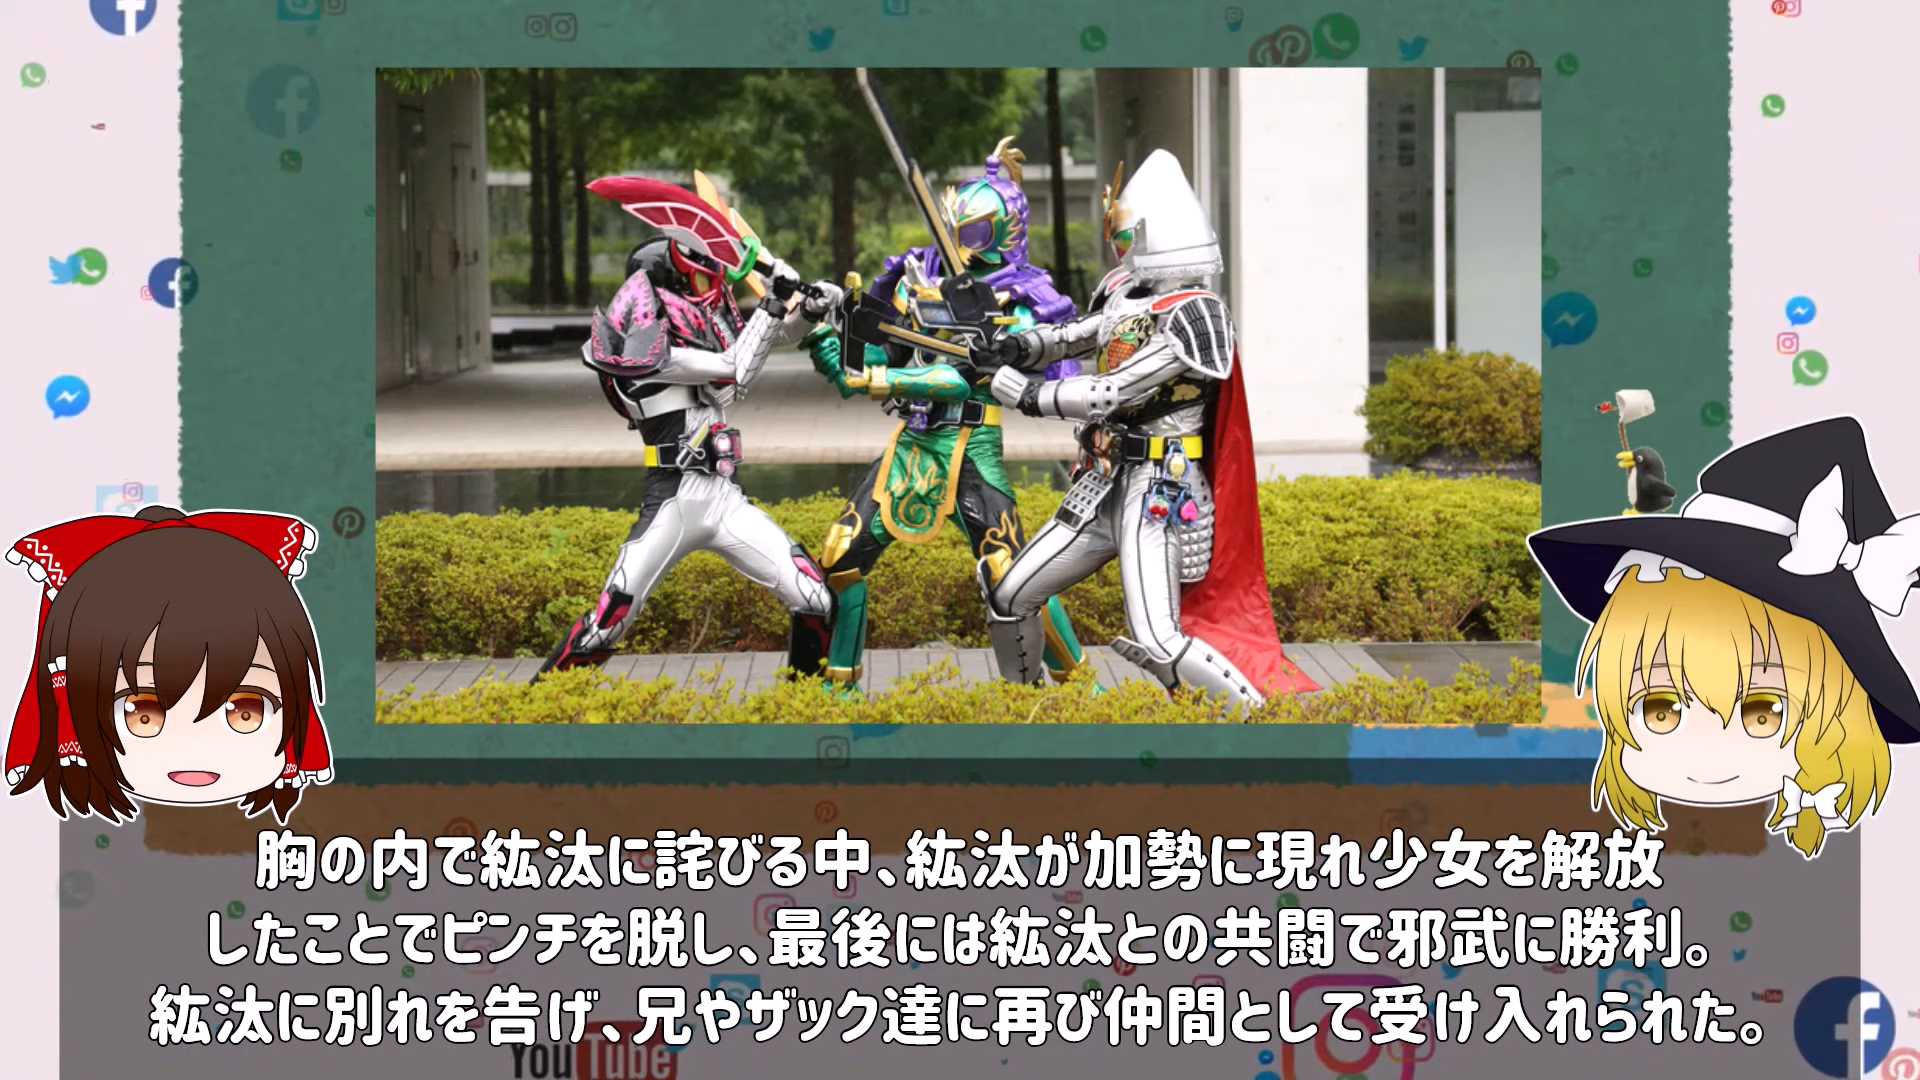 胸の内で紘汰に詫びる中、紘汰が加勢に現れ少女を解放
したことでピンチを脱し、最後には紘汰との共闘で邪武に勝利。
紘汰に別れを告げ、兄やザック達に再び仲間として受け入れられた。
YouTube